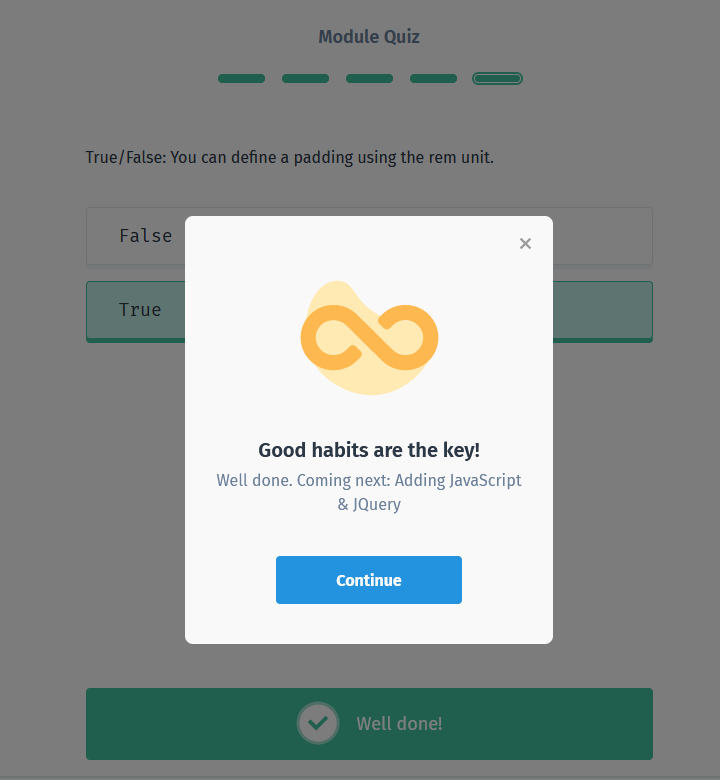 Module Quiz
True/False: You can define a padding using the rem unit.
False
True
×
Good habits are the key!
Well done. Coming next: Adding JavaScript
& JQuery
Continue
Well done!